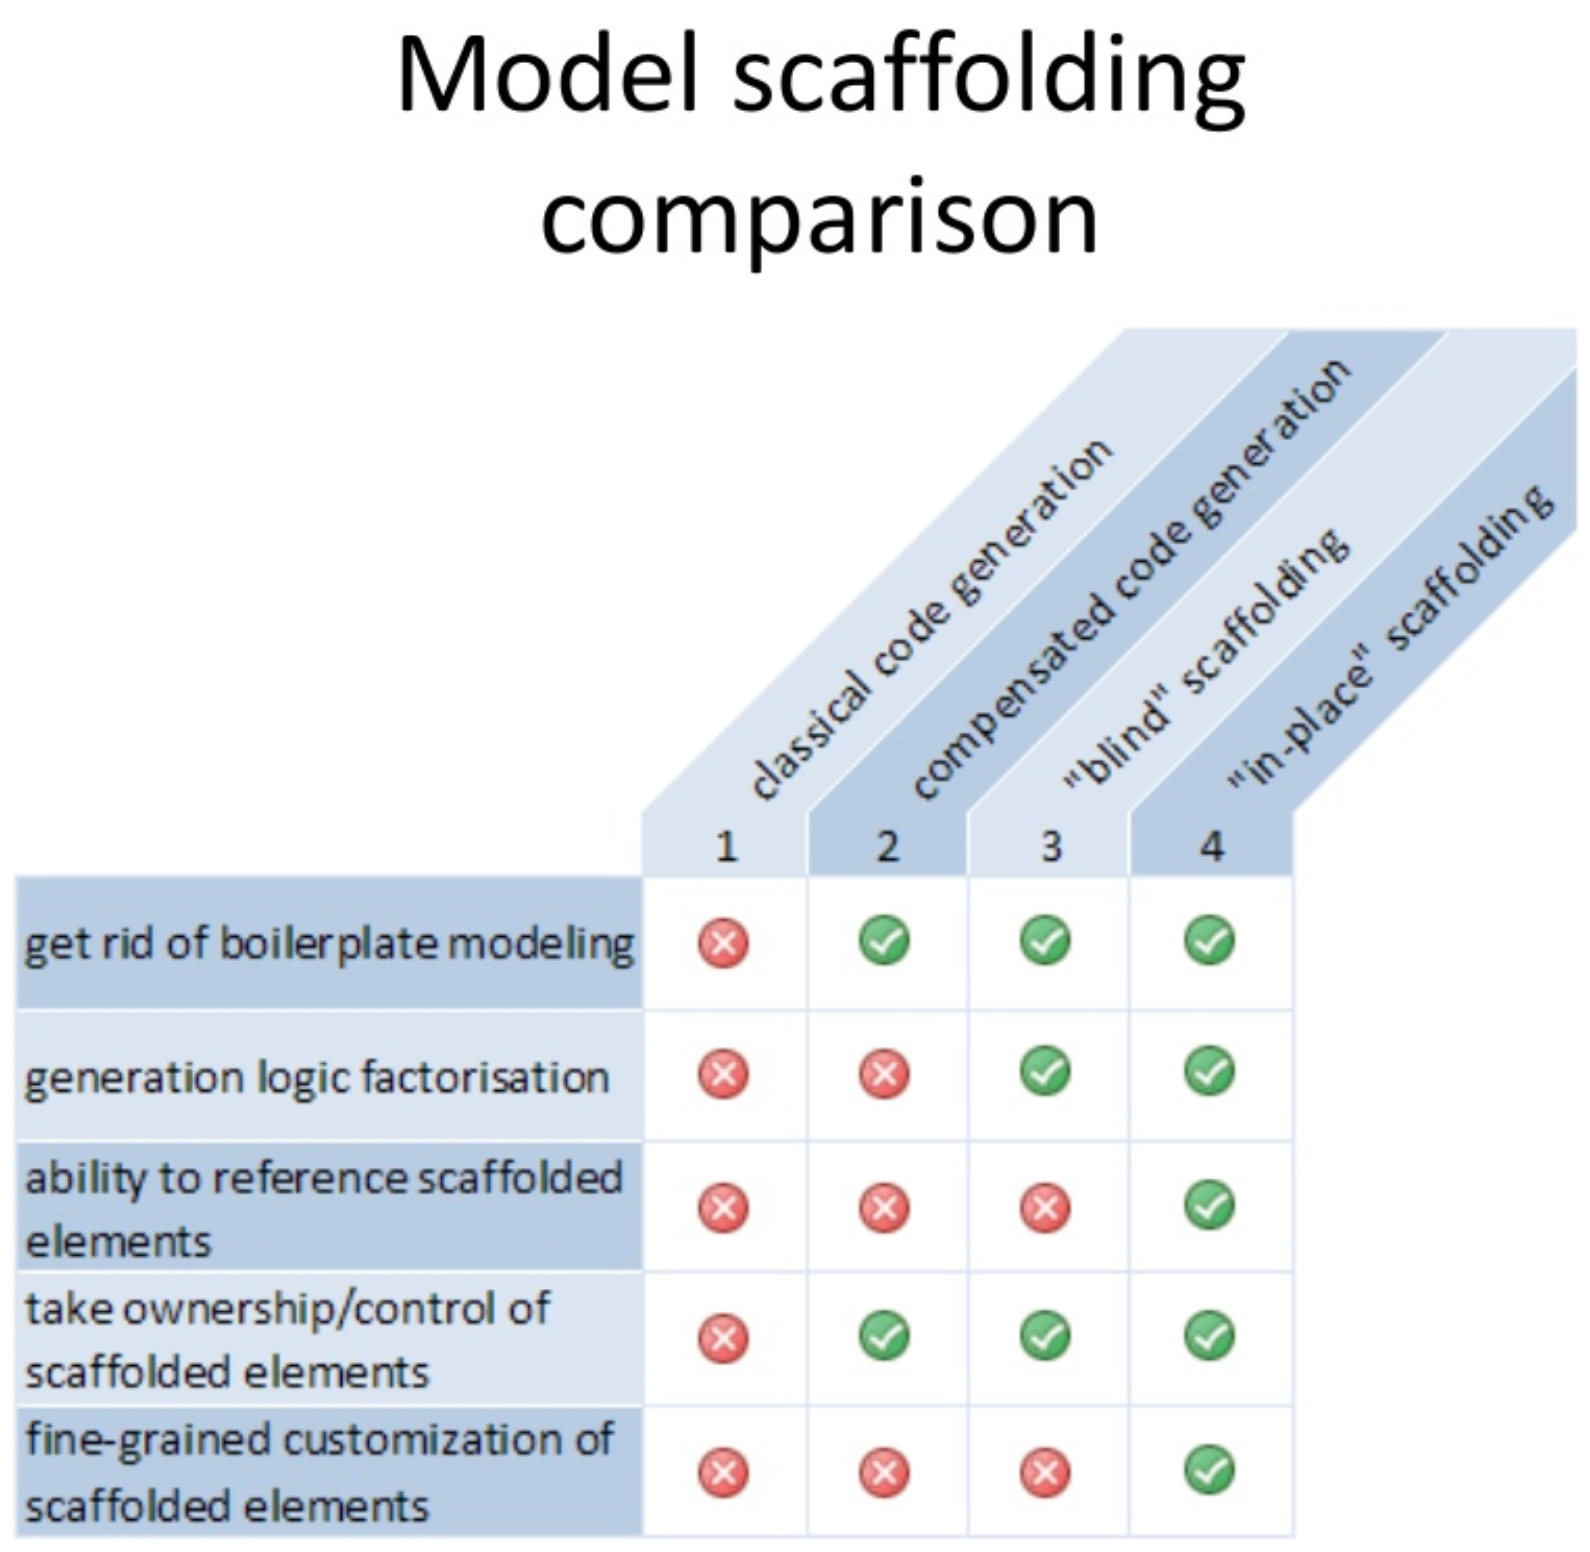 Model scaffolding
comparison
classical code generation
compensated code generation
"blind" scaffolding
"in-place" scaffolding
1 2 3 4
get rid of boilerplate modeling
generation logic factorisation
ability to reference scaffolded
elements
take ownership/control of
scaffolded elements
fine-grained customization of
scaffolded elements